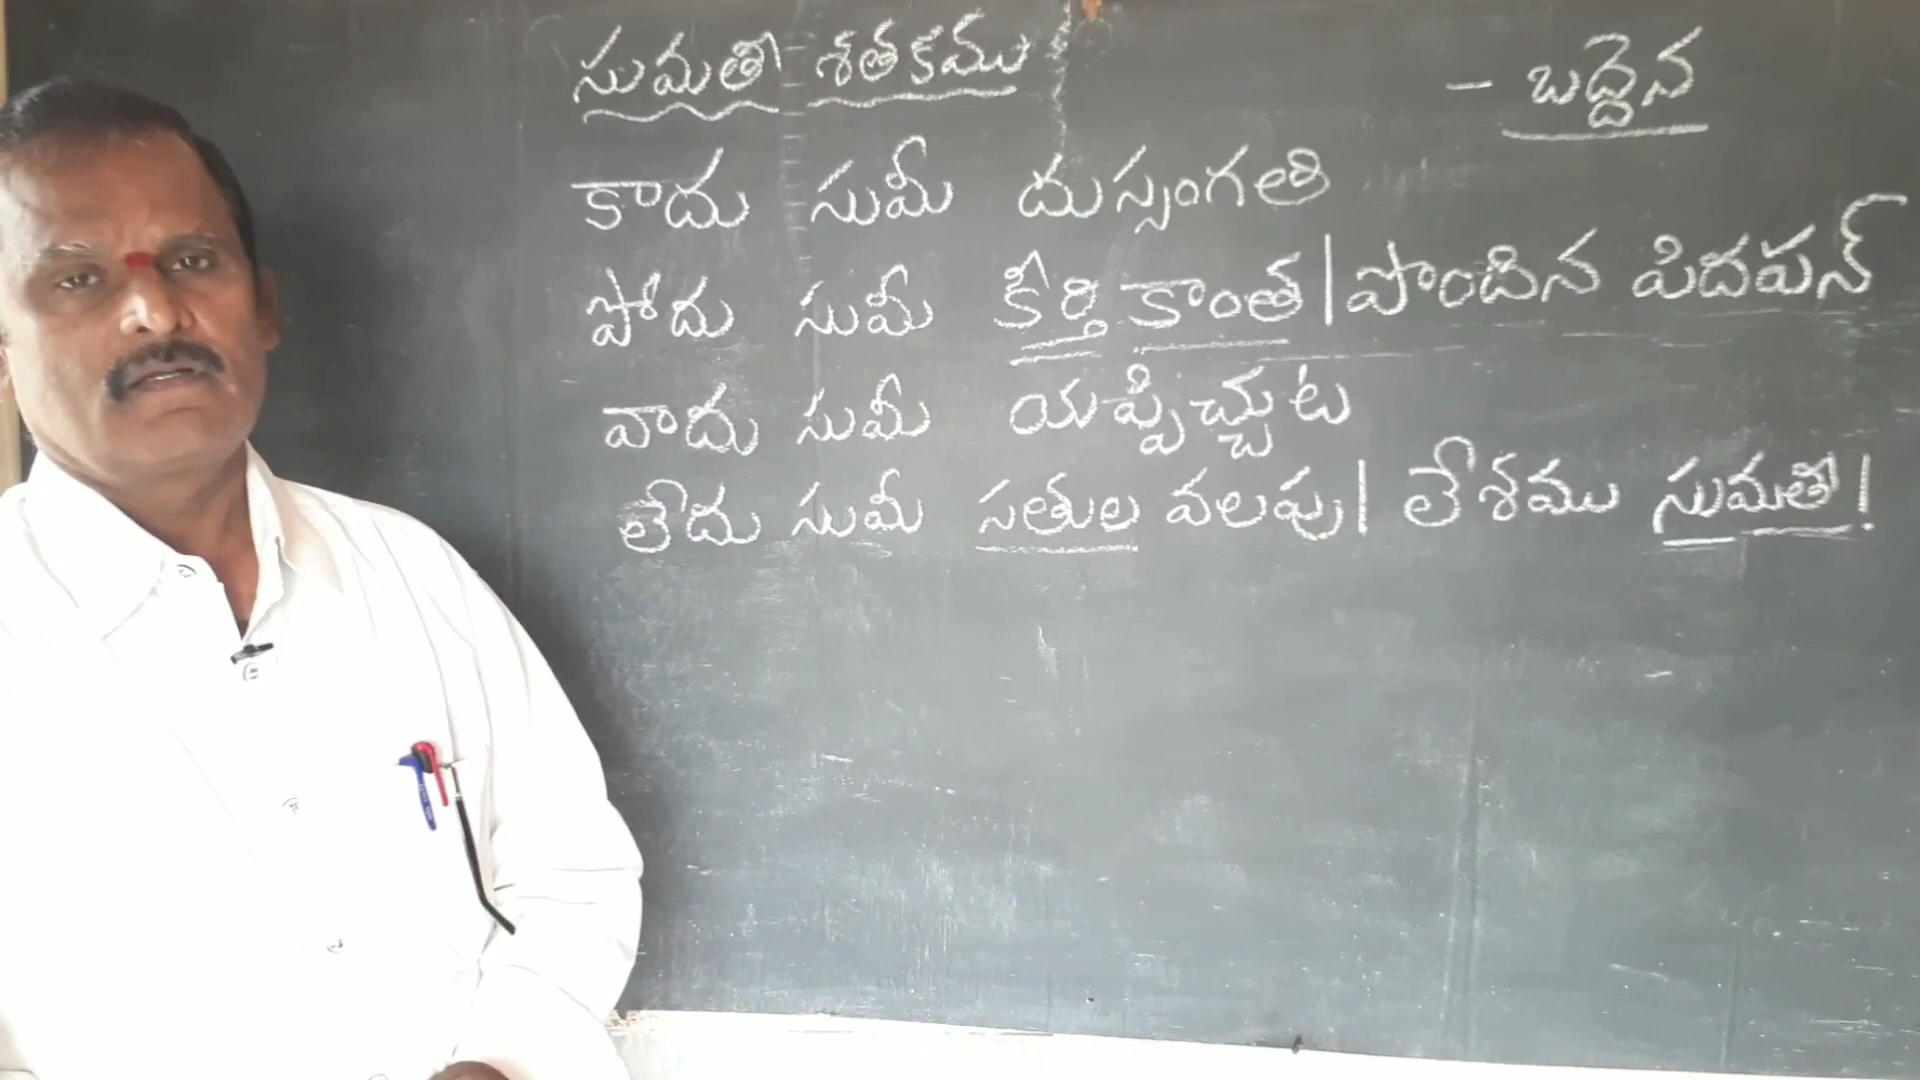 సుమతీ శతకము
- బద్దెన
కాదు సుమీ దుస్సంగతి
పోదు సుమీ కీర్తి కాంత | పొందిన పిదపన్
వాదు సుమీ యప్పిచ్చుట
లేదు సుమీ సతుల వలపు | లేశము సుమతీ !